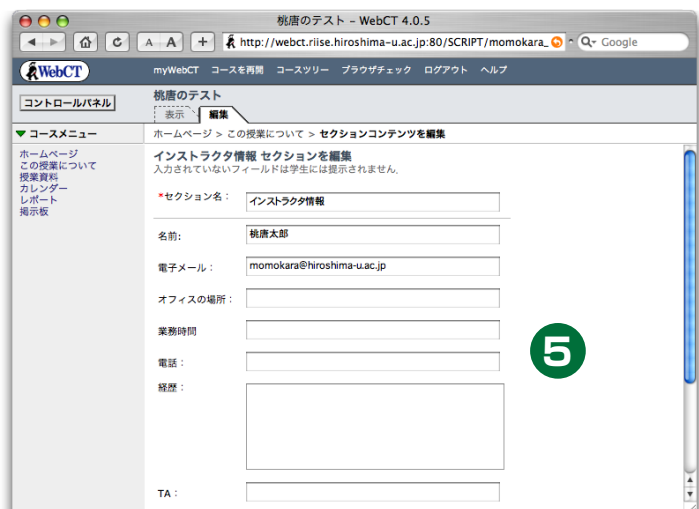 桃唐のテスト – WebCT 4.0.5
A A + http://webct.riise.hiroshima-u.ac.jp:80/SCRIPT/momokara_ Q Google
WebCT myWebCT コースを再開 コースツリー ブラウザチェック ログアウト ヘルプ
コントロールパネル
桃唐のテスト
表示 編集
コースメニュー
ホームページ > この授業について > セクションコンテンツを編集
ホームページ
この授業について
授業資料
カレンダー
レポート
掲示板
インストラクタ情報 セクションを編集
入力されていないフィールドは学生には提示されません.
*セクション名: インストラクタ情報
名前: 桃唐太郎
電子メール: momokara@hiroshima-u.ac.jp
オフィスの場所:
業務時間
電話:
経歴:
TA:
5